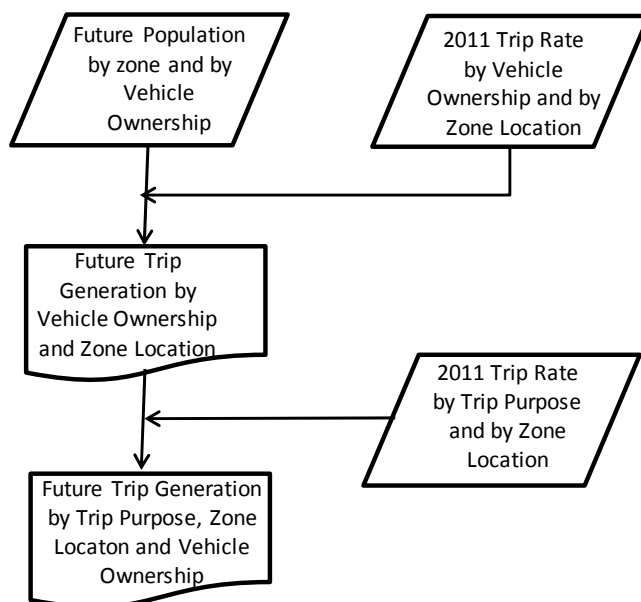 Future Population
by zone and by
Vehicle
Ownership
2011 Trip Rate
by Vehicle
Ownership and by
Zone Location
Future Trip
Generation by
Vehicle Ownership
and Zone Location
2011 Trip Rate
by Trip Purpose
and by Zone
Location
Future Trip Generation
by Trip Purpose, Zone
Locaton and Vehicle
Ownership